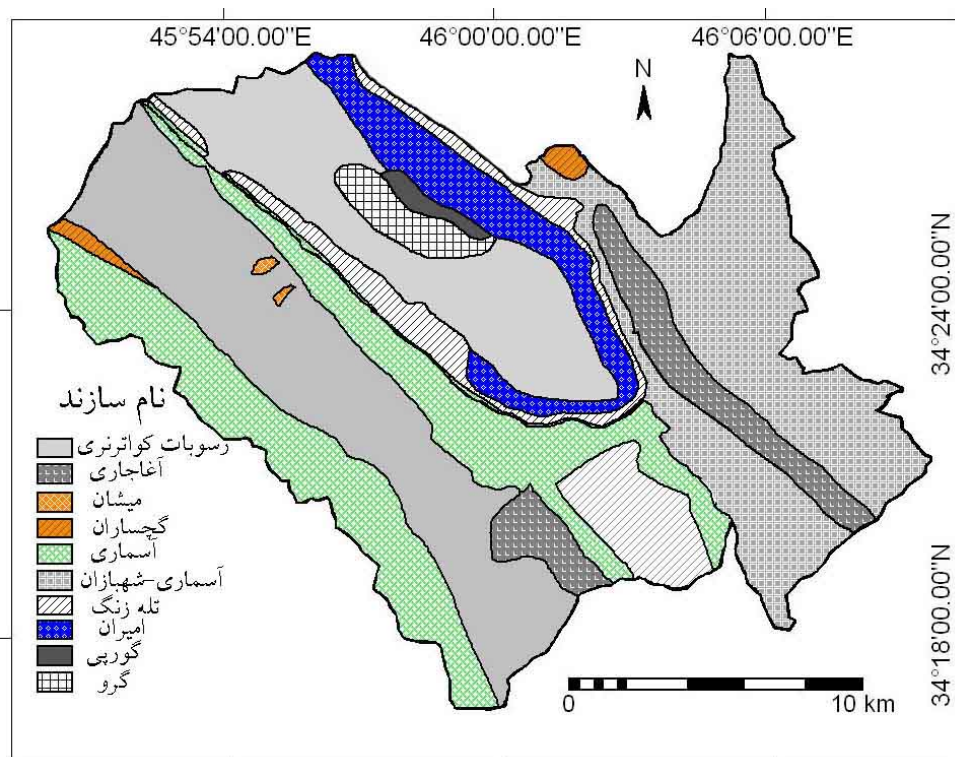 45°54'00.00"E 46°00'00.00"E 46°06'00.00"E
N
34°24'00.00"N
34°18'00.00"N
نام سازند
رسوبات کواترنری
آغاجاری
میشان
گچساران
آسماری
آسماری-شهبازان
تله زنگ
امیران
گورپی
گرو
0 10 km